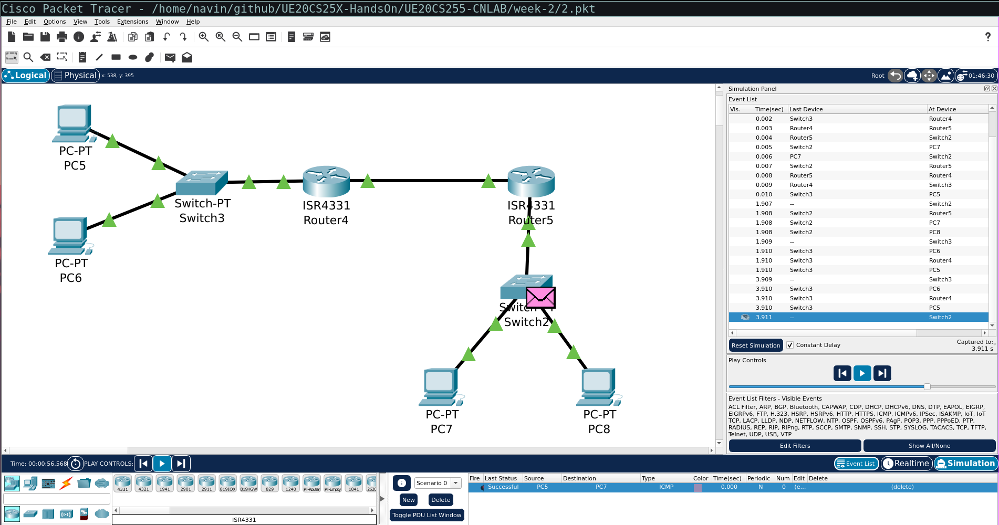 Cisco Packet Tracer - /home/navin/github/UE20CS25X-HandsOn/UE20CS255-CNLAB/week-2/2.pkt
File Edit Options View Tools Extensions Window Help
?
Logical Physical x: 538, y: 395 Root 01:46:30
PC-PT
PC5
PC-PT
PC6
Switch-PT
Switch3
ISR4331
Router4
ISR4331
Router5
Switch2
PC-PT
PC7
PC-PT
PC8
Simulation Panel
Event List
Vis. Time(sec) Last Device At Device
0.002 Switch3 Router4
0.003 Router4 Router5
0.004 Router5 Switch2
0.005 Switch2 PC7
0.006 PC7 Switch2
0.007 Switch2 Router5
0.008 Router5 Router4
0.009 Router4 Switch3
0.010 Switch3 PC5
1.907 -- Switch2
1.908 Switch2 Router5
1.908 Switch2 PC7
1.908 Switch2 PC8
1.909 -- Switch3
1.910 Switch3 PC6
1.910 Switch3 Router4
1.910 Switch3 PC5
3.909 -- Switch3
3.910 Switch3 PC6
3.910 Switch3 Router4
3.910 Switch3 PC5
3.911 -- Switch2
Reset Simulation Constant Delay Captured to:
3.911 s
Play Controls
Event List Filters - Visible Events
ACL Filter, ARP, BGP, Bluetooth, CAPWAP, CDP, DHCP, DHCPv6, DNS, DTP, EAPOL, EIGRP,
EIGRPv6, FTP, H.323, HSRP, HSRPv6, HTTP, HTTPS, ICMP, ICMPv6, IPSec, ISAKMP, IoT, IoT
TCP, LACP, LLDP, NDP, NETFLOW, NTP, OSPF, OSPFv6, PAgP, POP3, PPP, PPPoED, PTP,
RADIUS, REP, RIP, RIPng, RTP, SCCP, SMTP, SNMP, SSH, STP, SYSLOG, TACACS, TCP, TFTP,
Telnet, UDP, USB, VTP
Edit Filters Show All/None
Time: 00:00:56.568 PLAY CONTROLS: Event List Realtime Simulation
4331 4321 1941 2901 2911 819IOX 819HGW 829 1240 PT-Router PT-Empty 1841 2620
ISR4331
Scenario 0
New Delete
Toggle PDU List Window
Fire Last Status Source Destination Type Color Time(sec) Periodic Num Edit Delete
Successful PC5 PC7 ICMP 0.000 N 0 (e... (delete)